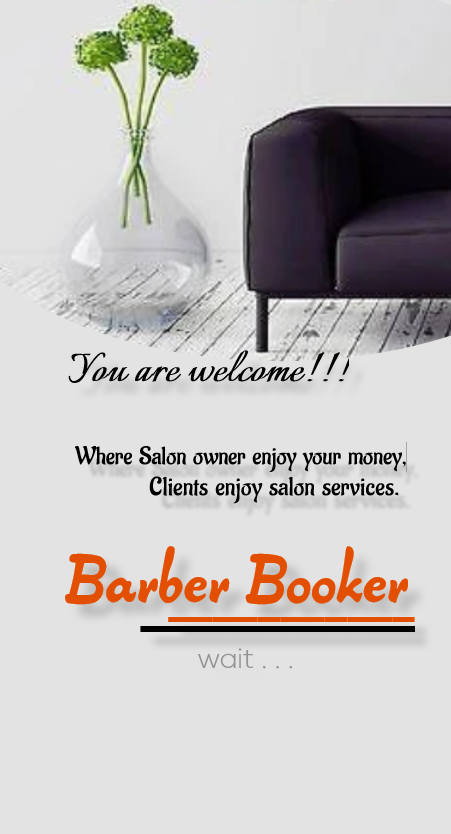 You are welcome!!!
Where Salon owner enjoy your money,
Clients enjoy salon services.
Barber Booker
wait . . .